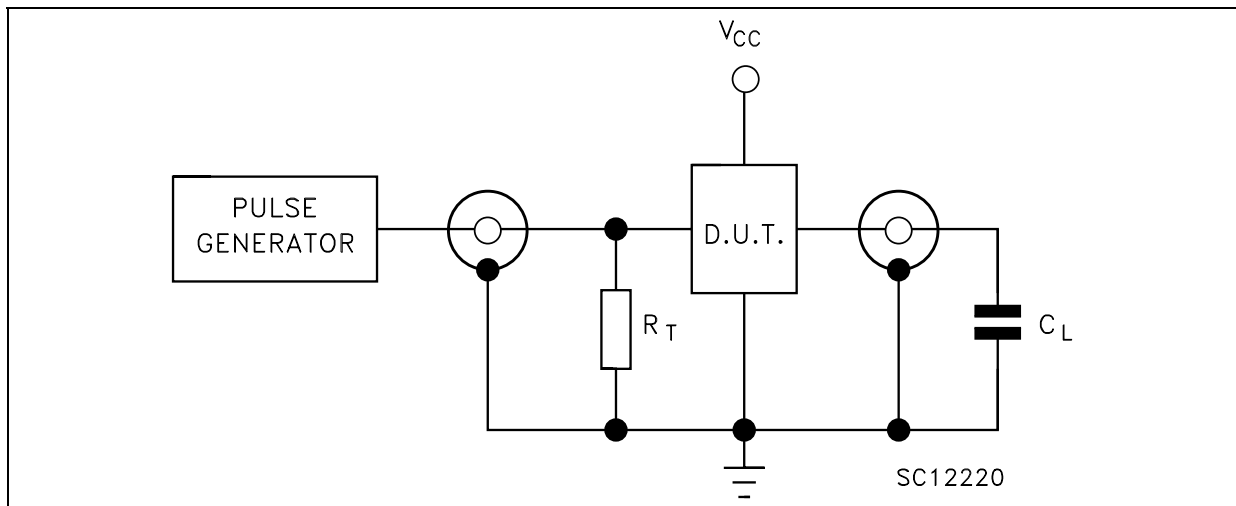 VCC
PULSE
GENERATOR
D.U.T.
RT
CL
SC12220